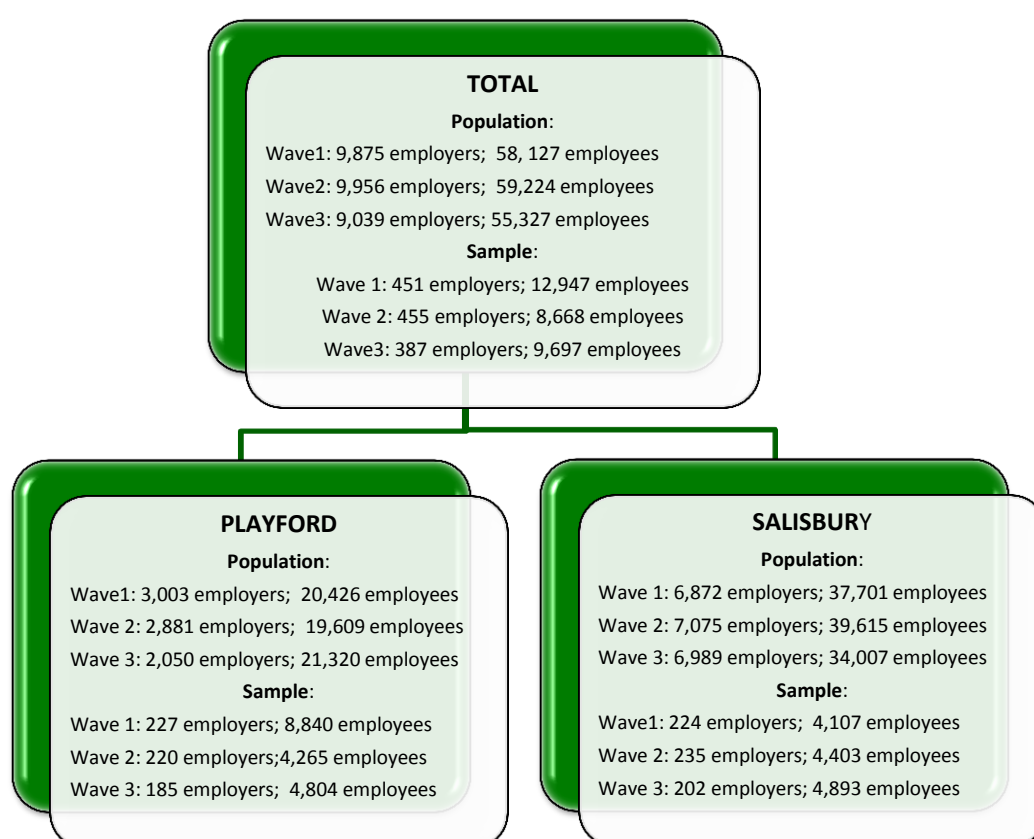 TOTAL
Population:
Wave1: 9,875 employers;  58, 127 employees
Wave2: 9,956 employers;  59,224 employees
Wave3: 9,039 employers; 55,327 employees
Sample:
Wave 1: 451 employers; 12,947 employees
Wave 2: 455 employers; 8,668 employees
Wave3: 387 employers; 9,697 employees
PLAYFORD
Population:
Wave1: 3,003 employers;  20,426 employees
Wave 2: 2,881 employers;  19,609 employees
Wave 3: 2,050 employers; 21,320 employees
Sample:
Wave 1: 227 employers; 8,840 employees
Wave 2: 220 employers;4,265 employees
Wave 3: 185 employers;  4,804 employees
SALISBURY
Population:
Wave 1: 6,872 employers; 37,701 employees
Wave 2: 7,075 employers; 39,615 employees
Wave 3: 6,989 employers; 34,007 employees
Sample:
Wave1: 224 employers;  4,107 employees
Wave 2: 235 employers; 4,403 employees
Wave 3: 202 employers; 4,893 employees